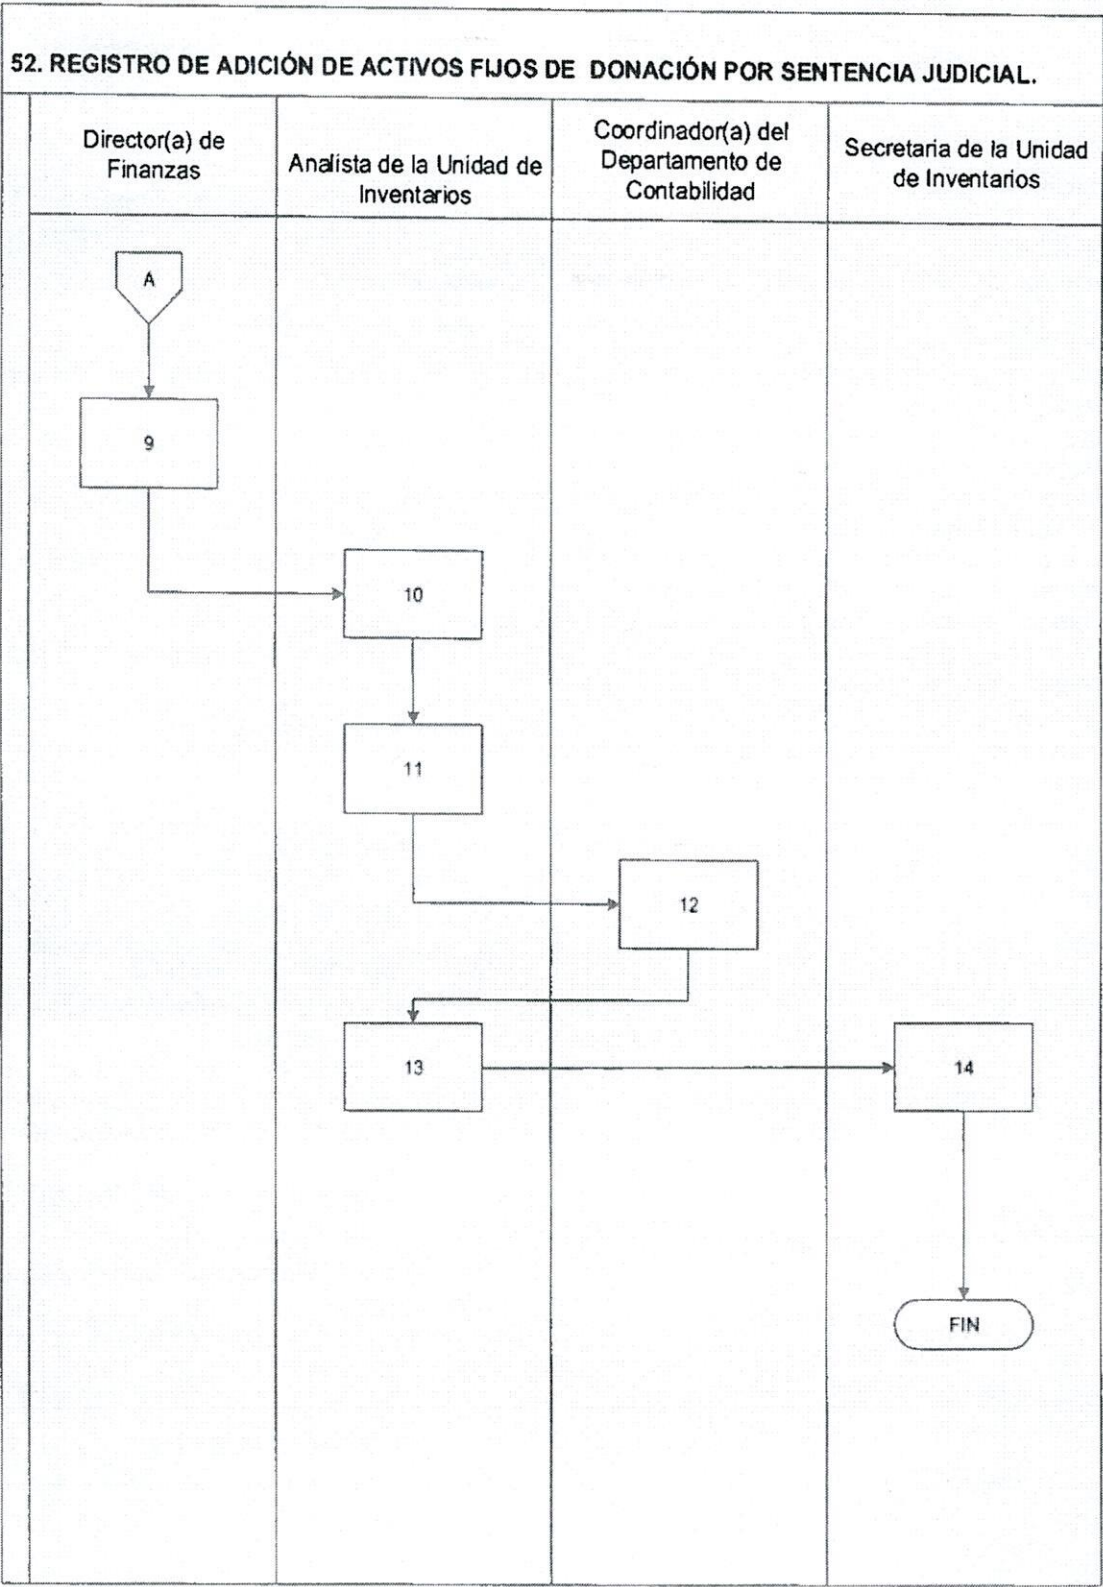 52. REGISTRO DE ADICIÓN DE ACTIVOS FIJOS DE DONACIÓN POR SENTENCIA JUDICIAL.
Director(a) de
Finanzas
Analista de la Unidad de
Inventarios
Coordinador(a) del
Departamento de
Contabilidad
Secretaria de la Unidad
de Inventarios
A
9
10
11
12
13
14
FIN